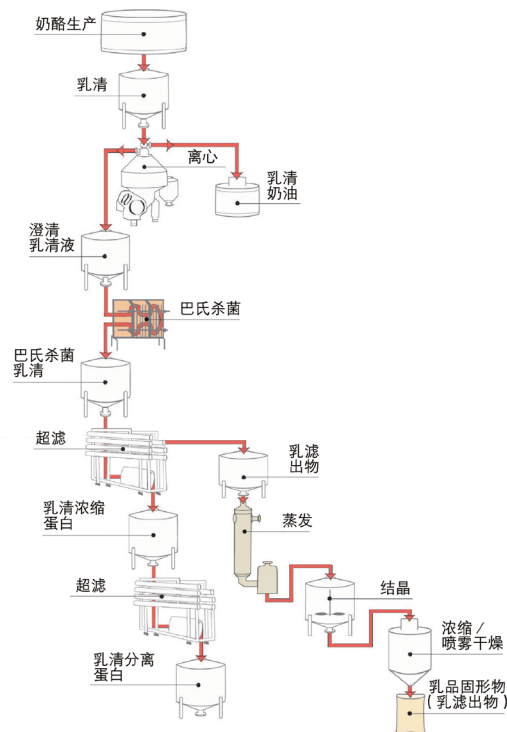 奶酪生产
乳清
离心
乳清
奶油
澄清
乳清液
巴氏杀菌
巴氏杀菌
乳清
超滤
乳滤
出物
乳清浓缩
蛋白
蒸发
超滤
结晶
浓缩/
喷雾干燥
乳清分离
蛋白
乳品固形物
(乳滤出物)